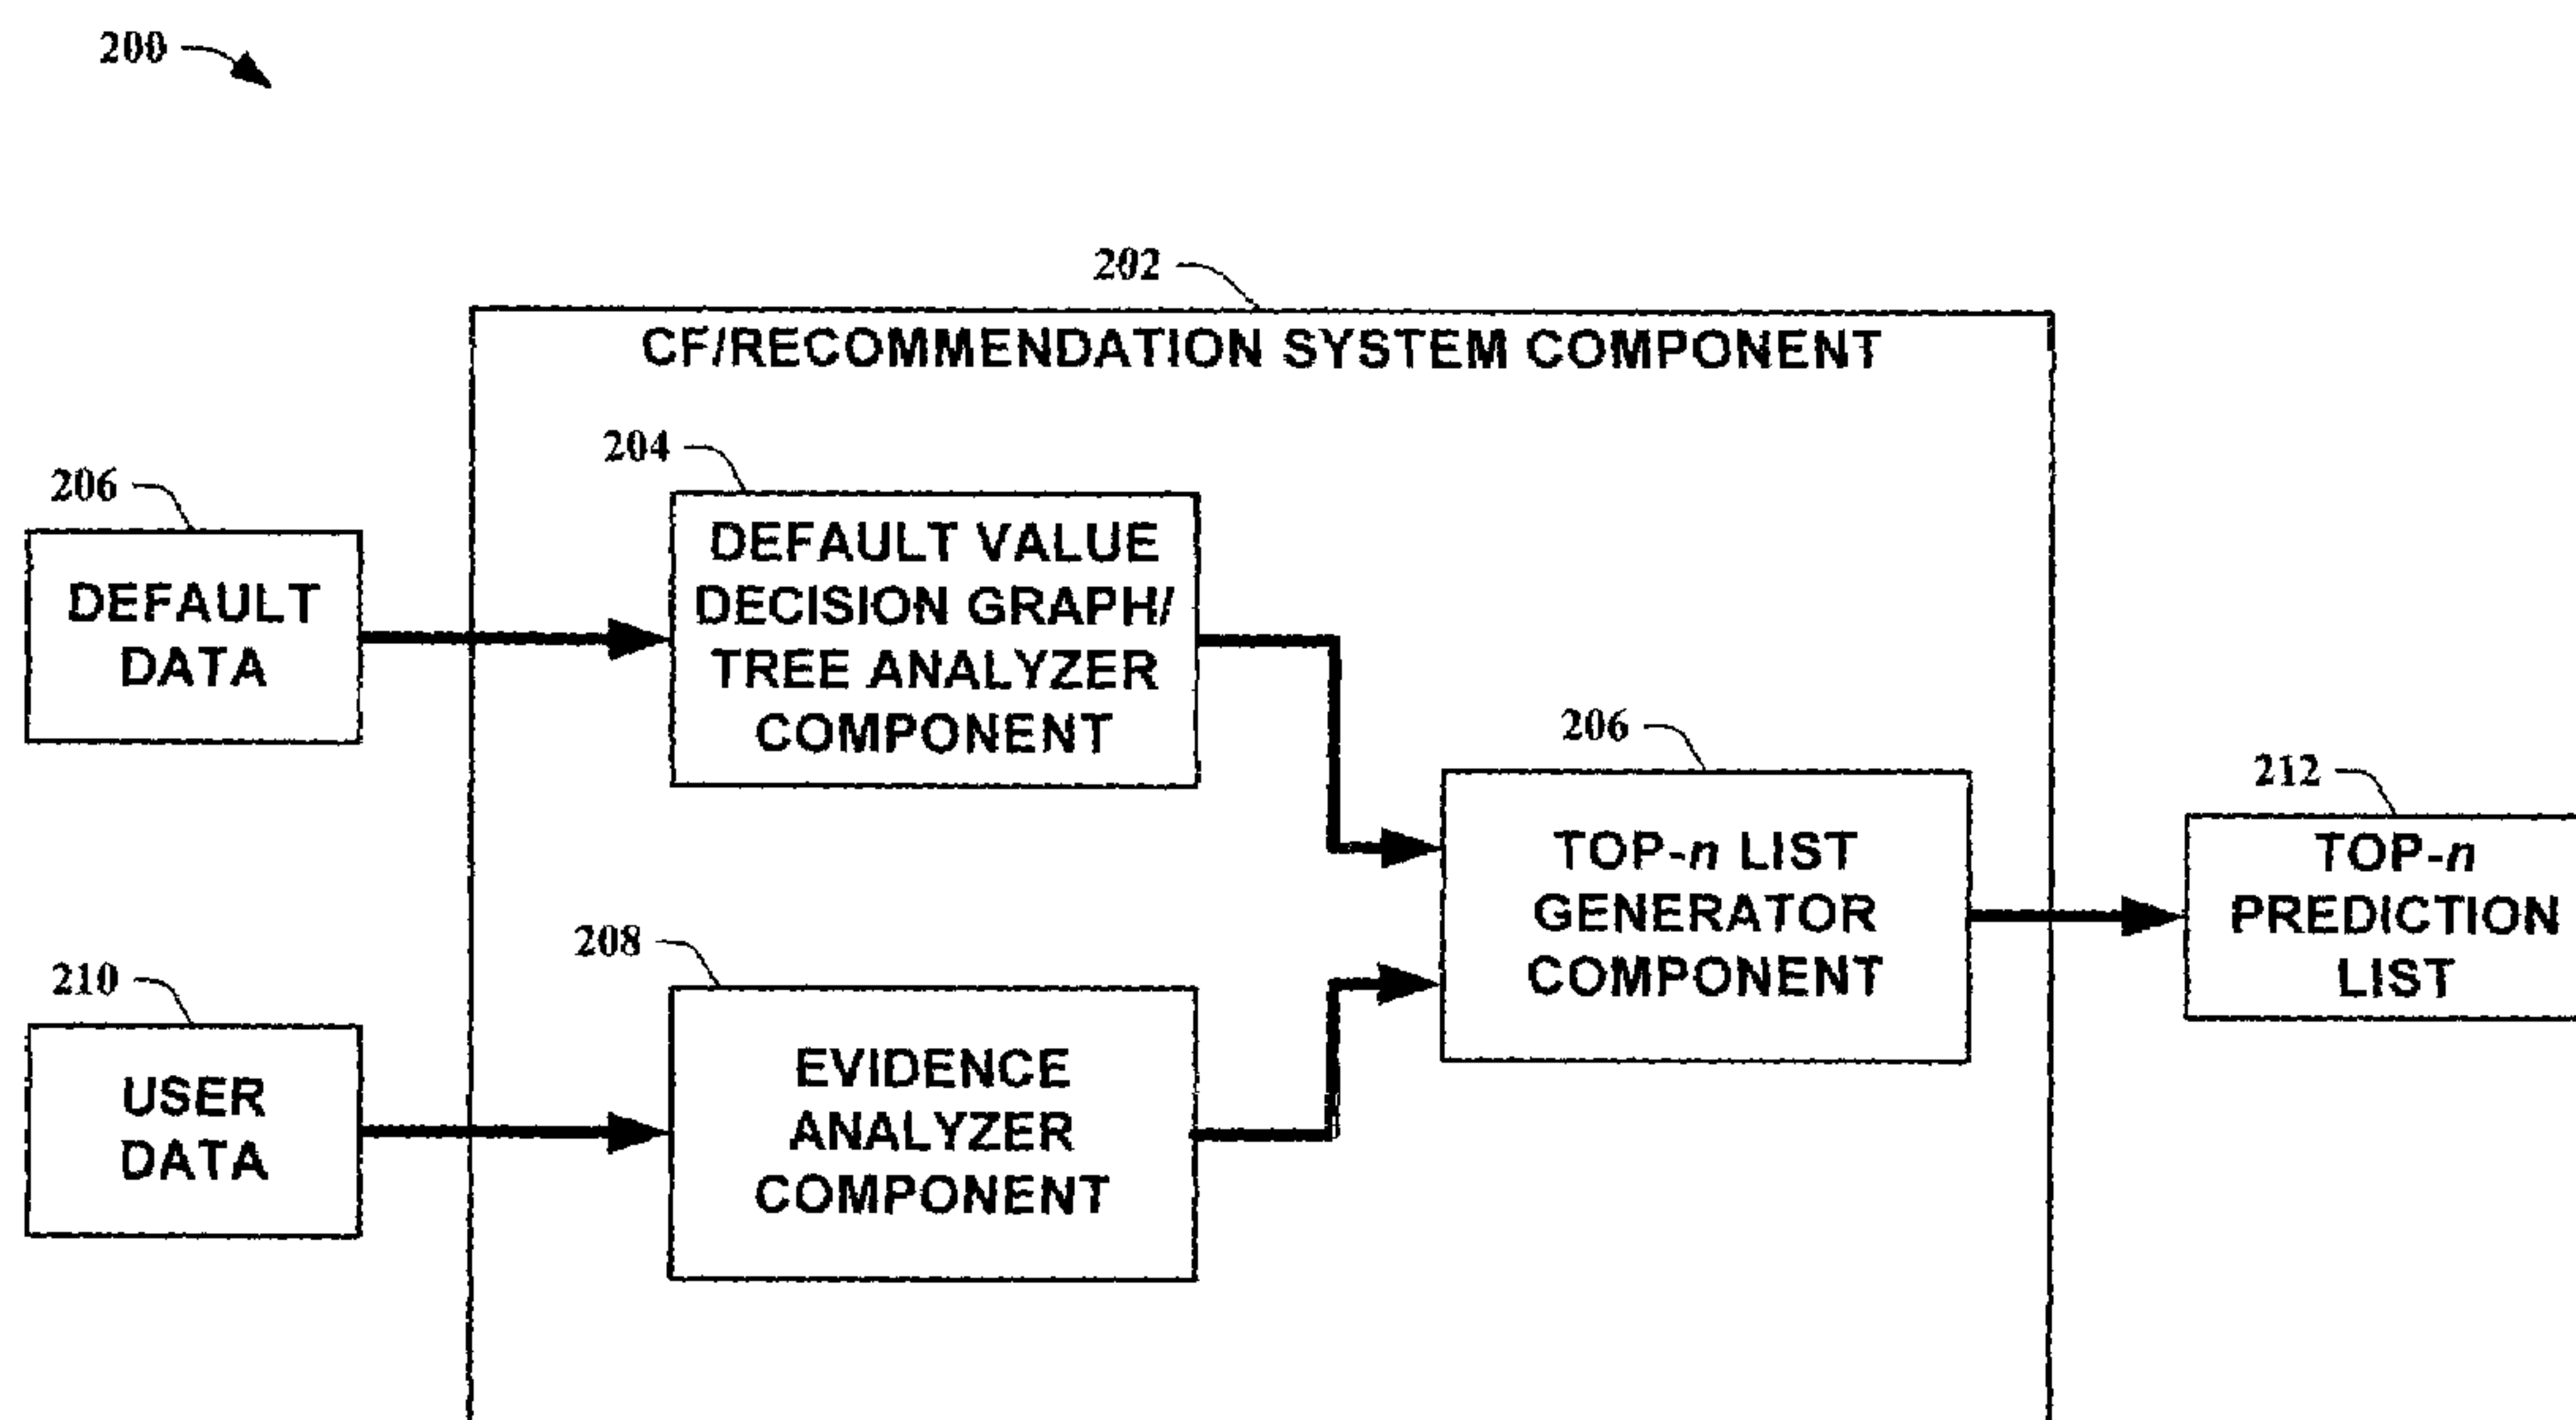 200
202
CF/RECOMMENDATION SYSTEM COMPONENT
204
206
DEFAULT VALUE
DECISION GRAPH/
TREE ANALYZER
COMPONENT
DEFAULT
DATA
206
212
TOP-n LIST
GENERATOR
COMPONENT
TOP-n
PREDICTION
LIST
208
210
EVIDENCE
ANALYZER
COMPONENT
USER
DATA